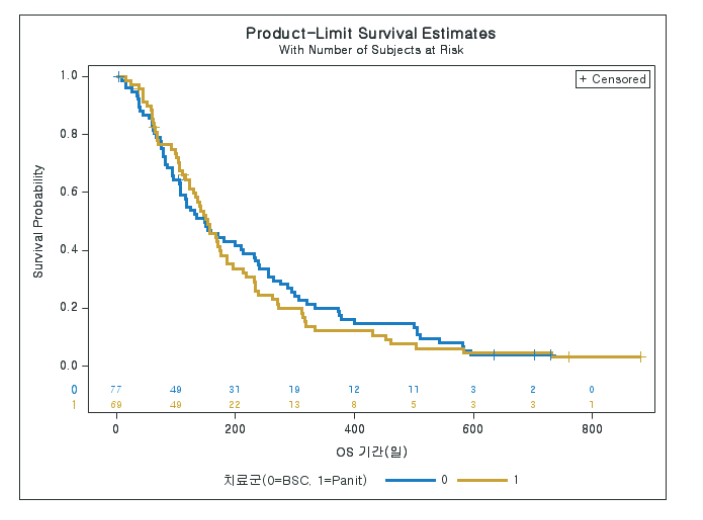 Product-Limit Survival Estimates
With Number of Subjects at Risk
+ Censored
Survival Probability
1.0
0.8
0.6
0.4
0.2
0.0
0 77 49 31 19 12 11 3 2 0
1 69 49 22 13 8 5 3 3 1
0 200 400 600 800
OS 기간(일)
치료군(0=BSC, 1=Panit) 0 1